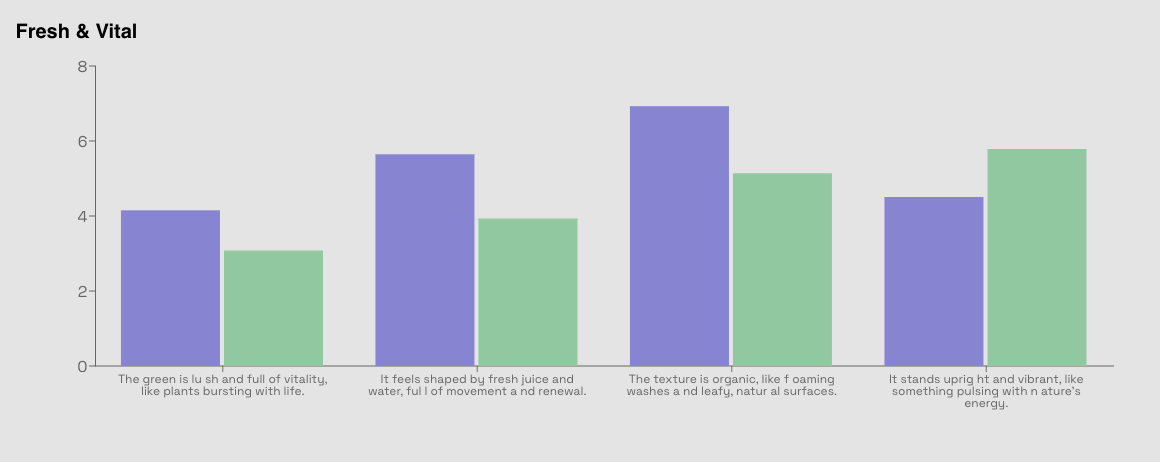 Fresh & Vital
8
6
4
2
0
The green is lu sh and full of vitality,
like plants bursting with life.
It feels shaped by fresh juice and
water, ful l of movement a nd renewal.
The texture is organic, like f oaming
washes a nd leafy, natur al surfaces.
It stands uprig ht and vibrant, like
something pulsing with n ature's
energy.